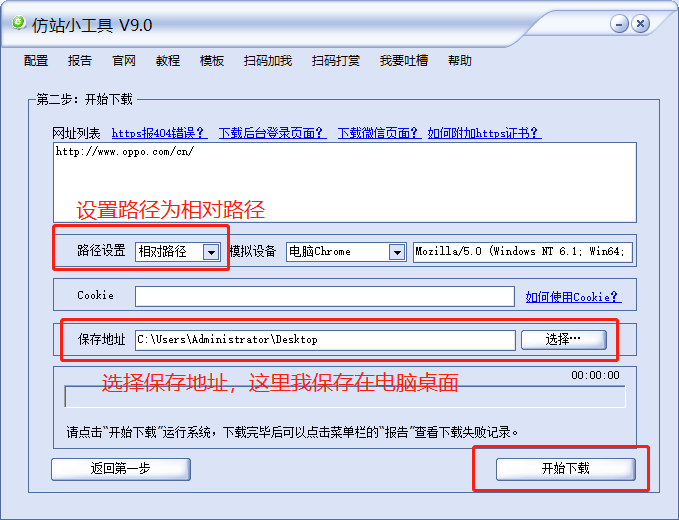 仿站小工具 V9.0
配置 报告 官网 教程 模板 扫码加我 扫码打赏 我要吐槽 帮助
第二步：开始下载
网址列表 https报404错误？ 下载后台登录页面？ 下载微信页面？ 如何附加https证书？
http://www.oppo.com/cn/
设置路径为相对路径
路径设置 相对路径 模拟设备 电脑Chrome Mozilla/5.0 (Windows NT 6.1; Win64;
Cookie 如何使用Cookie？
保存地址 C:\Users\Administrator\Desktop 选择…
00:00:00
选择保存地址，这里我保存在电脑桌面
请点击“开始下载”运行系统，下载完毕后可以点击菜单栏的“报告”查看下载失败记录。
返回第一步 开始下载